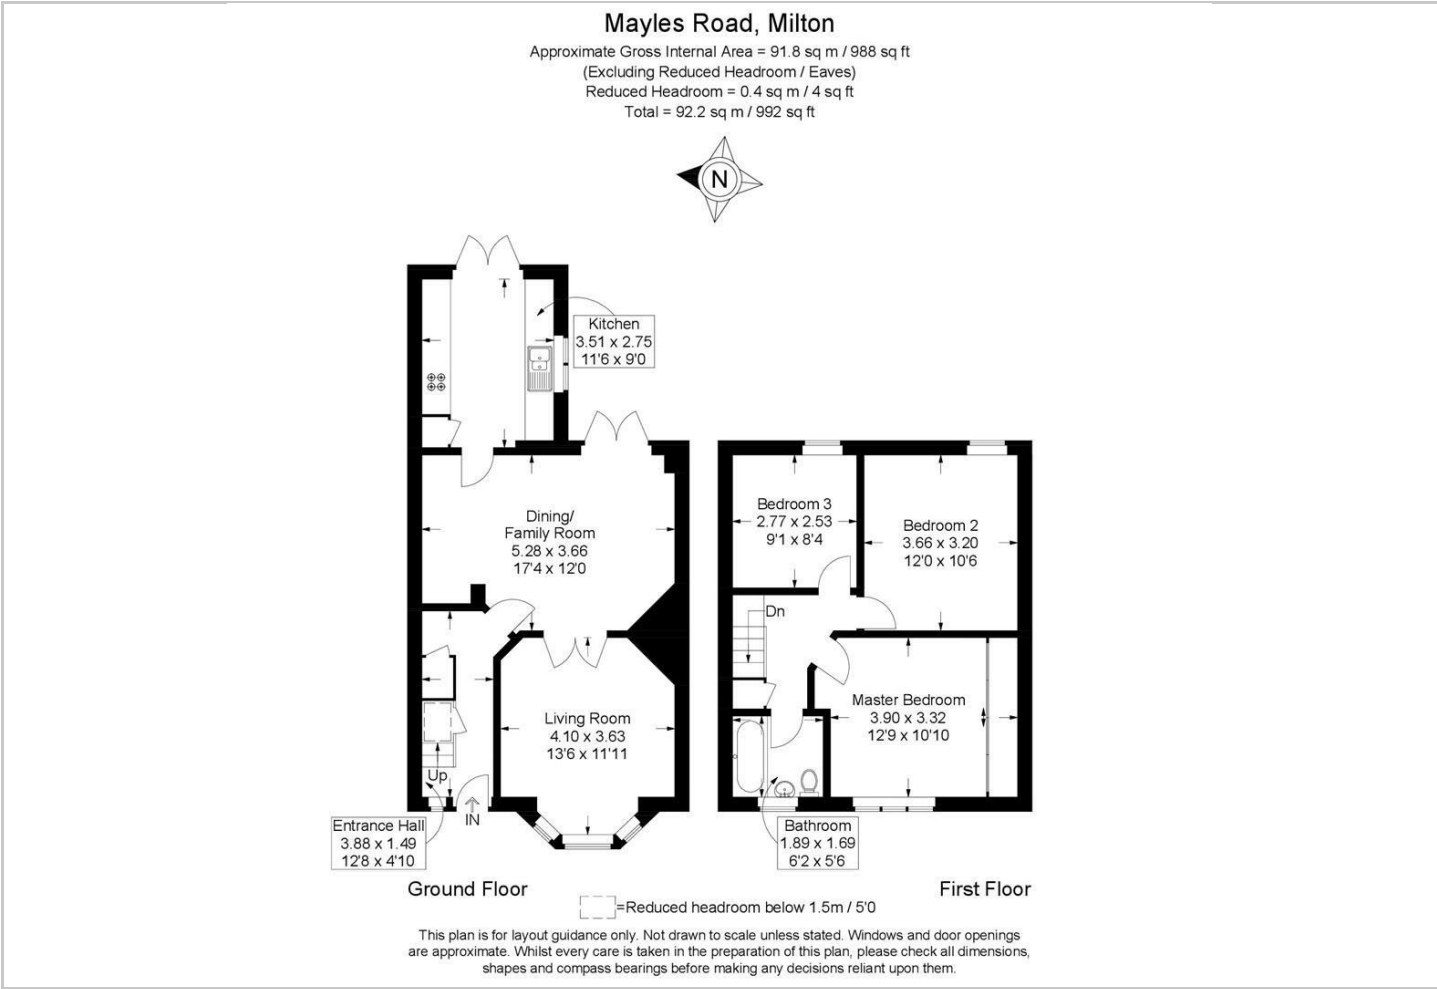 Mayles Road, Milton
Approximate Gross Internal Area = 91.8 sq m / 988 sq ft
(Excluding Reduced Headroom / Eaves)
Reduced Headroom = 0.4 sq m / 4 sq ft
Total = 92.2 sq m / 992 sq ft
N
Kitchen
3.51 x 2.75
11'6 x 9'0
Dining/
Family Room
5.28 x 3.66
17'4 x 12'0
Living Room
4.10 x 3.63
13'6 x 11'11
Up
IN
Entrance Hall
3.88 x 1.49
12'8 x 4'10
Ground Floor
Bedroom 3
2.77 x 2.53
9'1 x 8'4
Bedroom 2
3.66 x 3.20
12'0 x 10'6
Dn
Master Bedroom
3.90 x 3.32
12'9 x 10'10
Bathroom
1.89 x 1.69
6'2 x 5'6
First Floor
=Reduced headroom below 1.5m / 5'0
This plan is for layout guidance only. Not drawn to scale unless stated. Windows and door openings
are approximate. Whilst every care is taken in the preparation of this plan, please check all dimensions,
shapes and compass bearings before making any decisions reliant upon them.